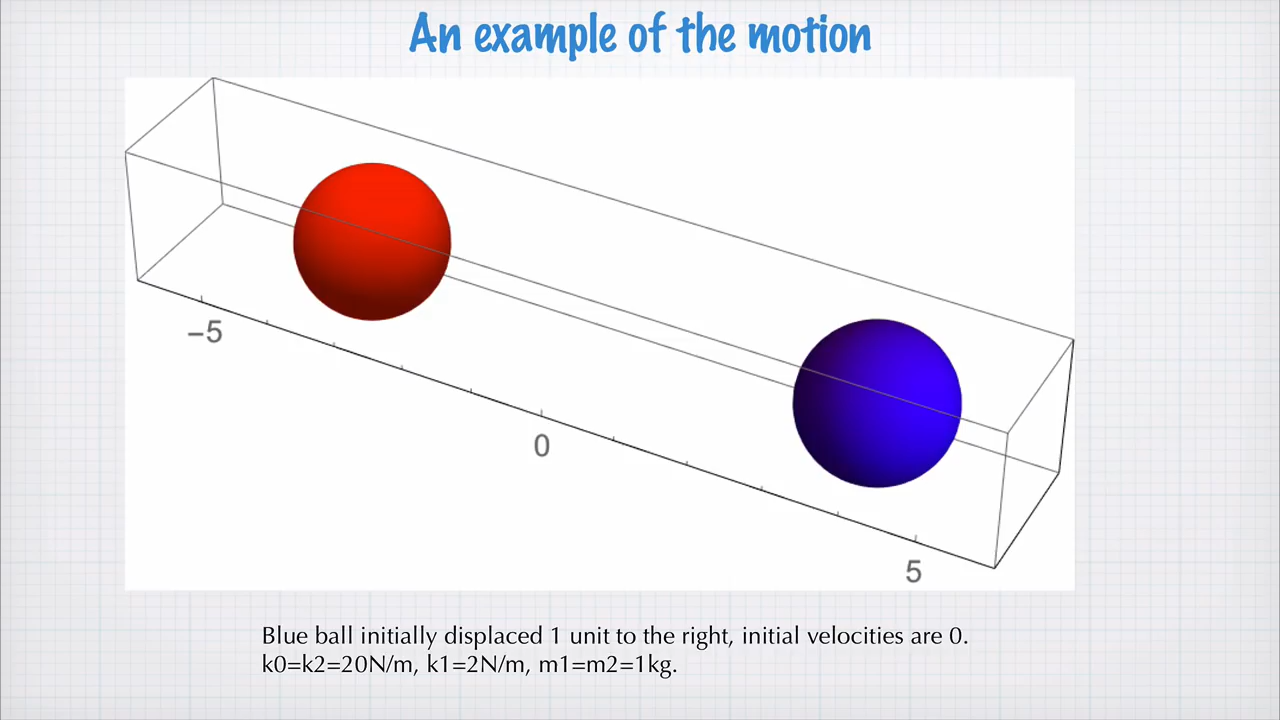 An example of the motion
−5
0
5
Blue ball initially displaced 1 unit to the right, initial velocities are 0.
k0=k2=20N/m, k1=2N/m, m1=m2=1kg.